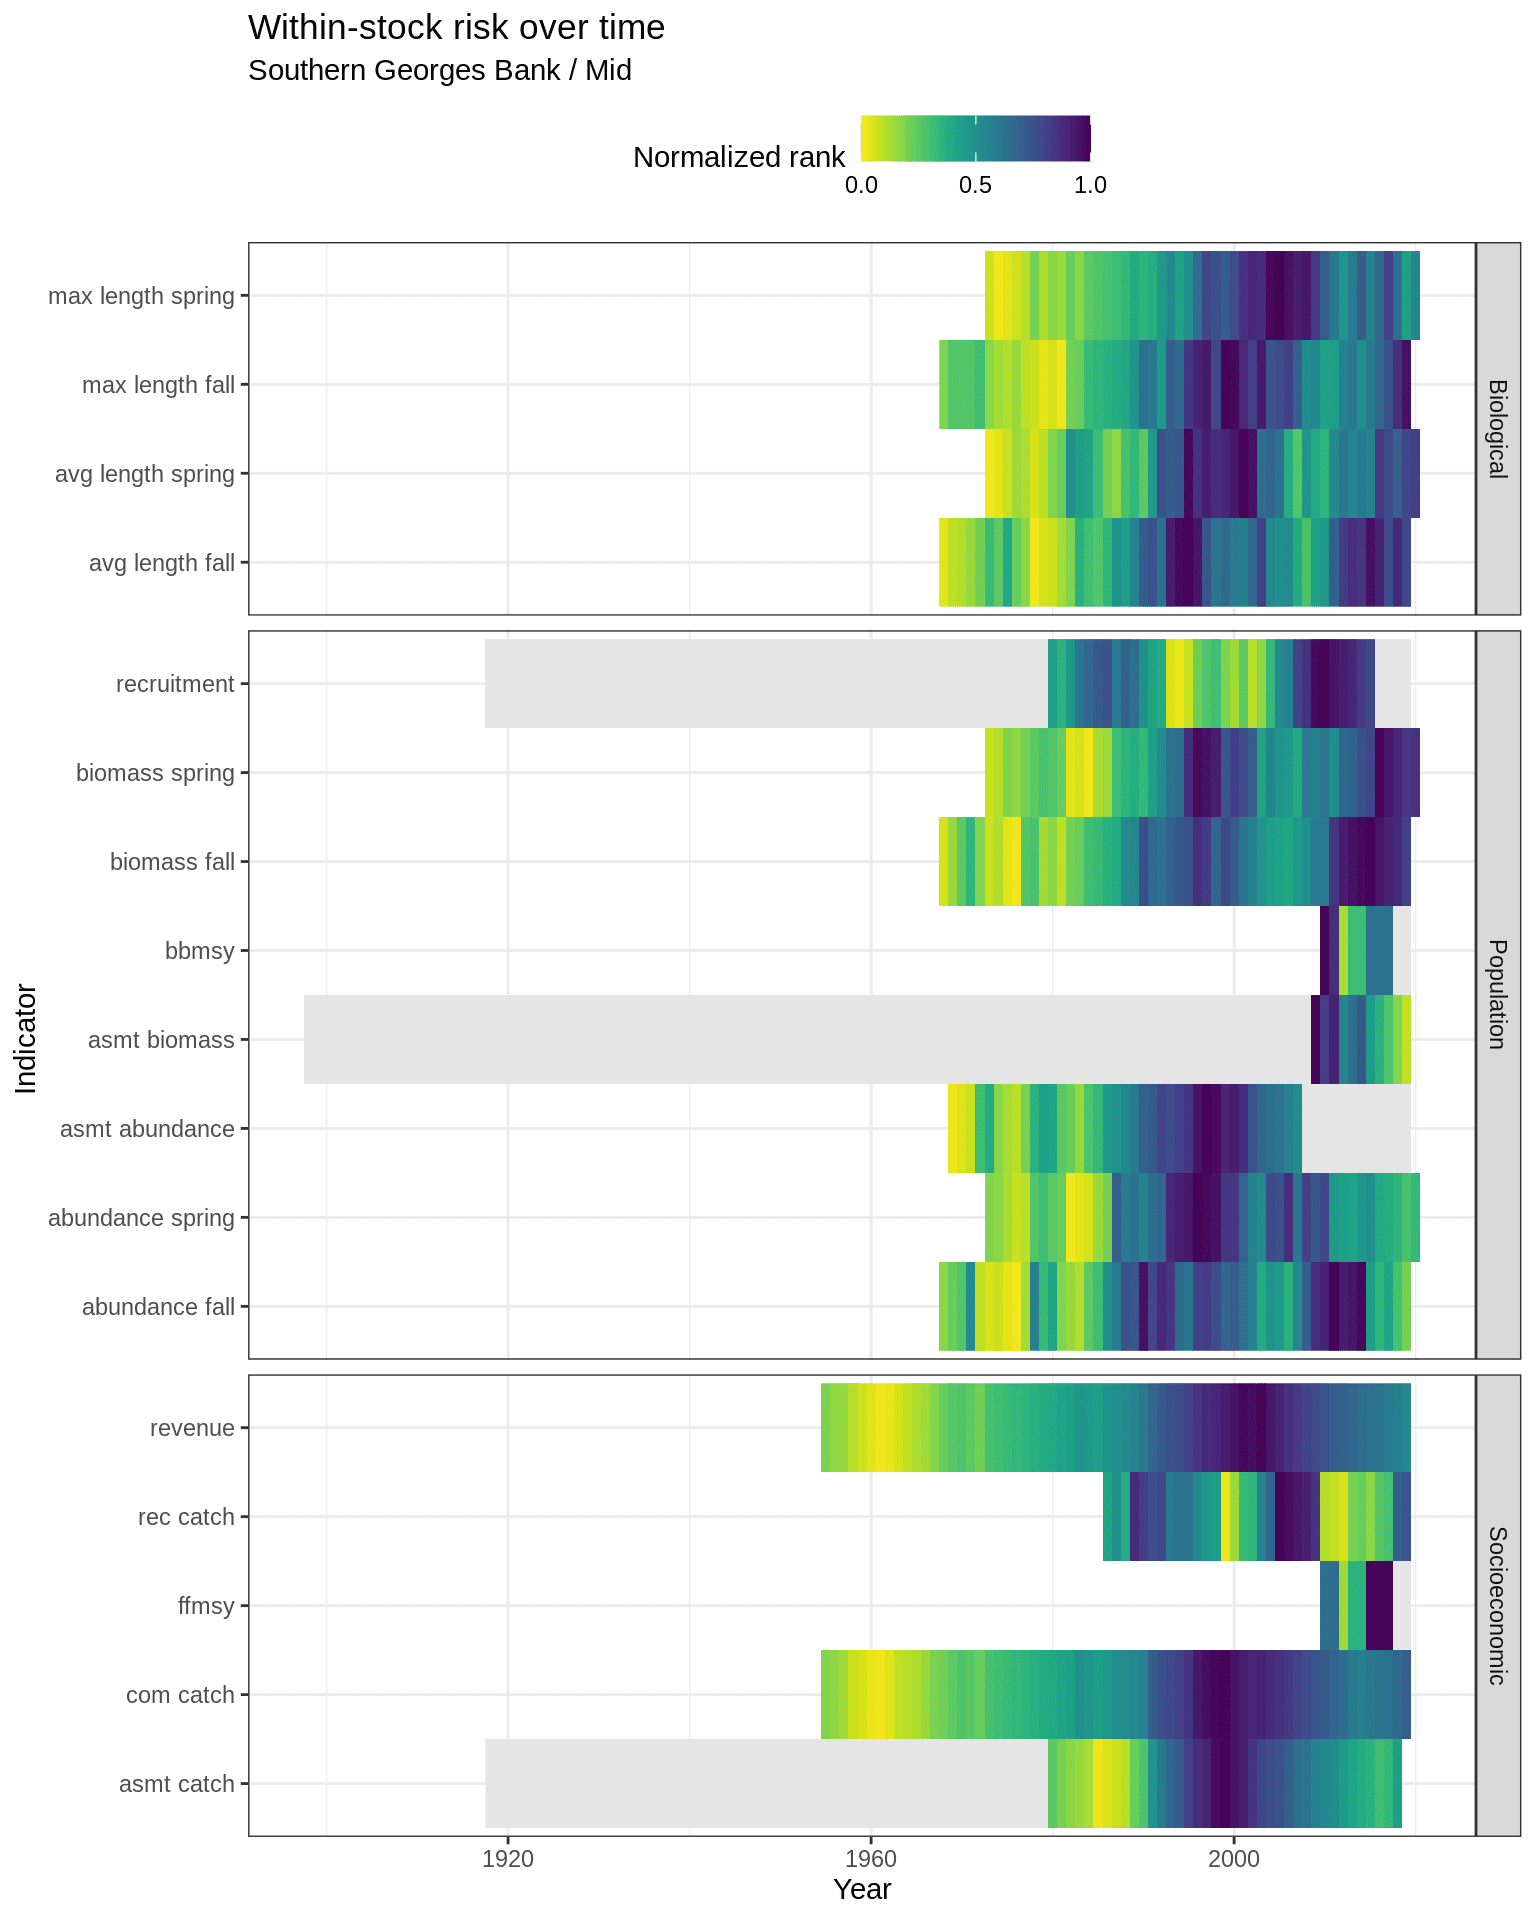 Within-stock risk over time
Southern Georges Bank / Mid
Normalized rank
0.0 0.5 1.0
max length spring
max length fall
avg length spring
avg length fall
Biological
recruitment
biomass spring
biomass fall
bbmsy
asmt biomass
asmt abundance
abundance spring
abundance fall
Population
Indicator
revenue
rec catch
ffmsy
com catch
asmt catch
Socioeconomic
1920 1960 2000
Year